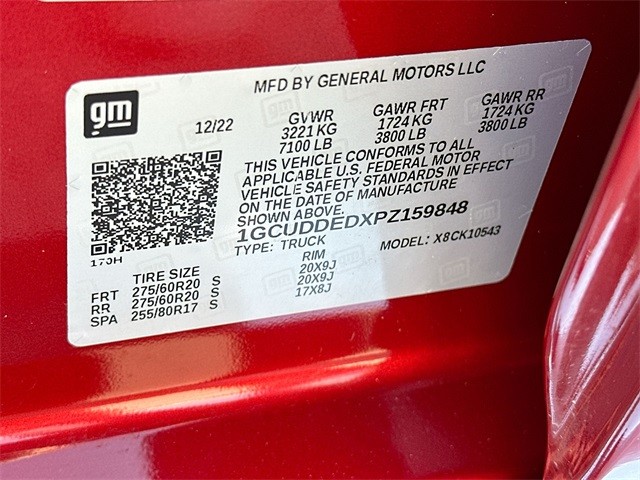 MFD BY GENERAL MOTORS LLC
gm
12/22 GVWR GAWR FRT GAWR RR
3221 KG 1724 KG 1724 KG
7100 LB 3800 LB 3800 LB
THIS VEHICLE CONFORMS TO ALL
APPLICABLE U.S. FEDERAL MOTOR
VEHICLE SAFETY STANDARDS IN EFFECT
ON THE DATE OF MANUFACTURE
SHOWN ABOVE.
1GCUDDEDXPZ159848
TYPE: TRUCK MODEL: X8CK10543
170H
TIRE SIZE RIM
FRT 275/60R20 S 20X9J
RR 275/60R20 S 20X9J
SPA 255/80R17 S 17X8J